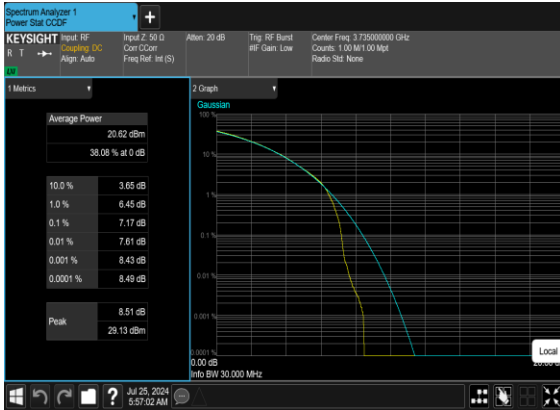 Spectrum Analyzer 1
Power Stat CCDF
+
KEYSIGHT
R T
LXI
Input: RF
Coupling: DC
Align: Auto
Input Z: 50 Ω
Corr CCorr
Freq Ref: Int (S)
Atten: 20 dB
Trig: RF Burst
#IF Gain: Low
Center Freq: 3.735000000 GHz
Counts: 1.00 M/1.00 Mpt
Radio Std: None
1 Metrics
Average Power
20.62 dBm
38.08 % at 0 dB
10.0 % 3.65 dB
1.0 % 6.45 dB
0.1 % 7.17 dB
0.01 % 7.61 dB
0.001 % 8.43 dB
0.0001 % 8.49 dB
Peak
8.51 dB
29.13 dBm
2 Graph
Gaussian
100 %
10 %
1 %
0.1 %
0.01 %
0.001 %
0.0001 %
0.00 dB
Info BW 30.000 MHz
Local
?
Jul 25, 2024
5:57:02 AM